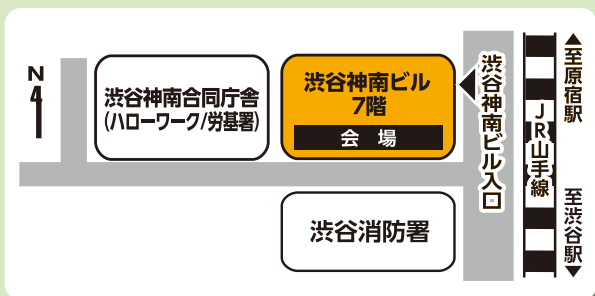 N
渋谷神南合同庁舎
(ハローワーク/労基署)
渋谷神南ビル
7階
会場
渋谷消防署
渋谷神南ビル入口
JR山手線
▲至原宿駅
至渋谷駅▼